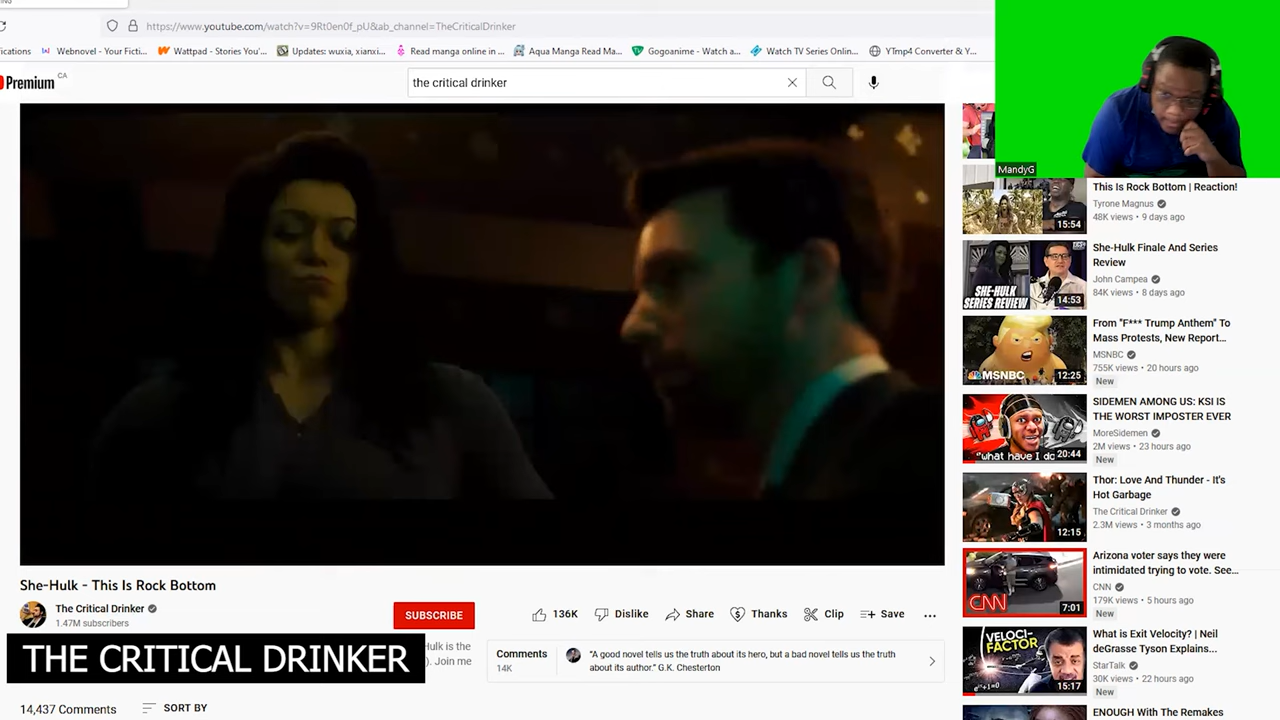 https://www.youtube.com/watch?v=9Rt0en0f_pU&ab_channel=TheCriticalDrinker
Webnovel - Your Ficti...
Wattpad - Stories You'...
Updates: wuxia, xianxi...
Read manga online in ...
Aqua Manga Read Ma...
Gogoanime - Watch a...
Watch TV Series Onlin...
YTmp4 Converter & Y...
Premium
CA
the critical drinker
MandyG
This Is Rock Bottom | Reaction!
Tyrone Magnus
48K views • 9 days ago
15:54
She-Hulk Finale And Series
Review
John Campea
84K views • 8 days ago
SHE-HULK
SERIES REVIEW
14:53
From "F*** Trump Anthem" To
Mass Protests, New Report...
MSNBC
755K views • 20 hours ago
New
MSNBC
12:25
SIDEMEN AMONG US: KSI IS
THE WORST IMPOSTER EVER
MoreSidemen
2M views • 23 hours ago
New
"what have I do
20:44
Thor: Love And Thunder - It's
Hot Garbage
The Critical Drinker
2.3M views • 3 months ago
12:15
Arizona voter says they were
intimidated trying to vote. See...
CNN
179K views • 5 hours ago
New
CNN
7:01
What is Exit Velocity? | Neil
deGrasse Tyson Explains...
StarTalk
30K views • 22 hours ago
New
VELOCI-
FACTOR
15:17
ENOUGH With The Remakes
She-Hulk - This Is Rock Bottom
The Critical Drinker
1.47M subscribers
SUBSCRIBE
136K
Dislike
Share
Thanks
Clip
Save
THE CRITICAL DRINKER
Hulk is the
Join me
Comments
14K
"A good novel tells us the truth about its hero, but a bad novel tells us the truth
about its author." G.K. Chesterton
14,437 Comments
SORT BY